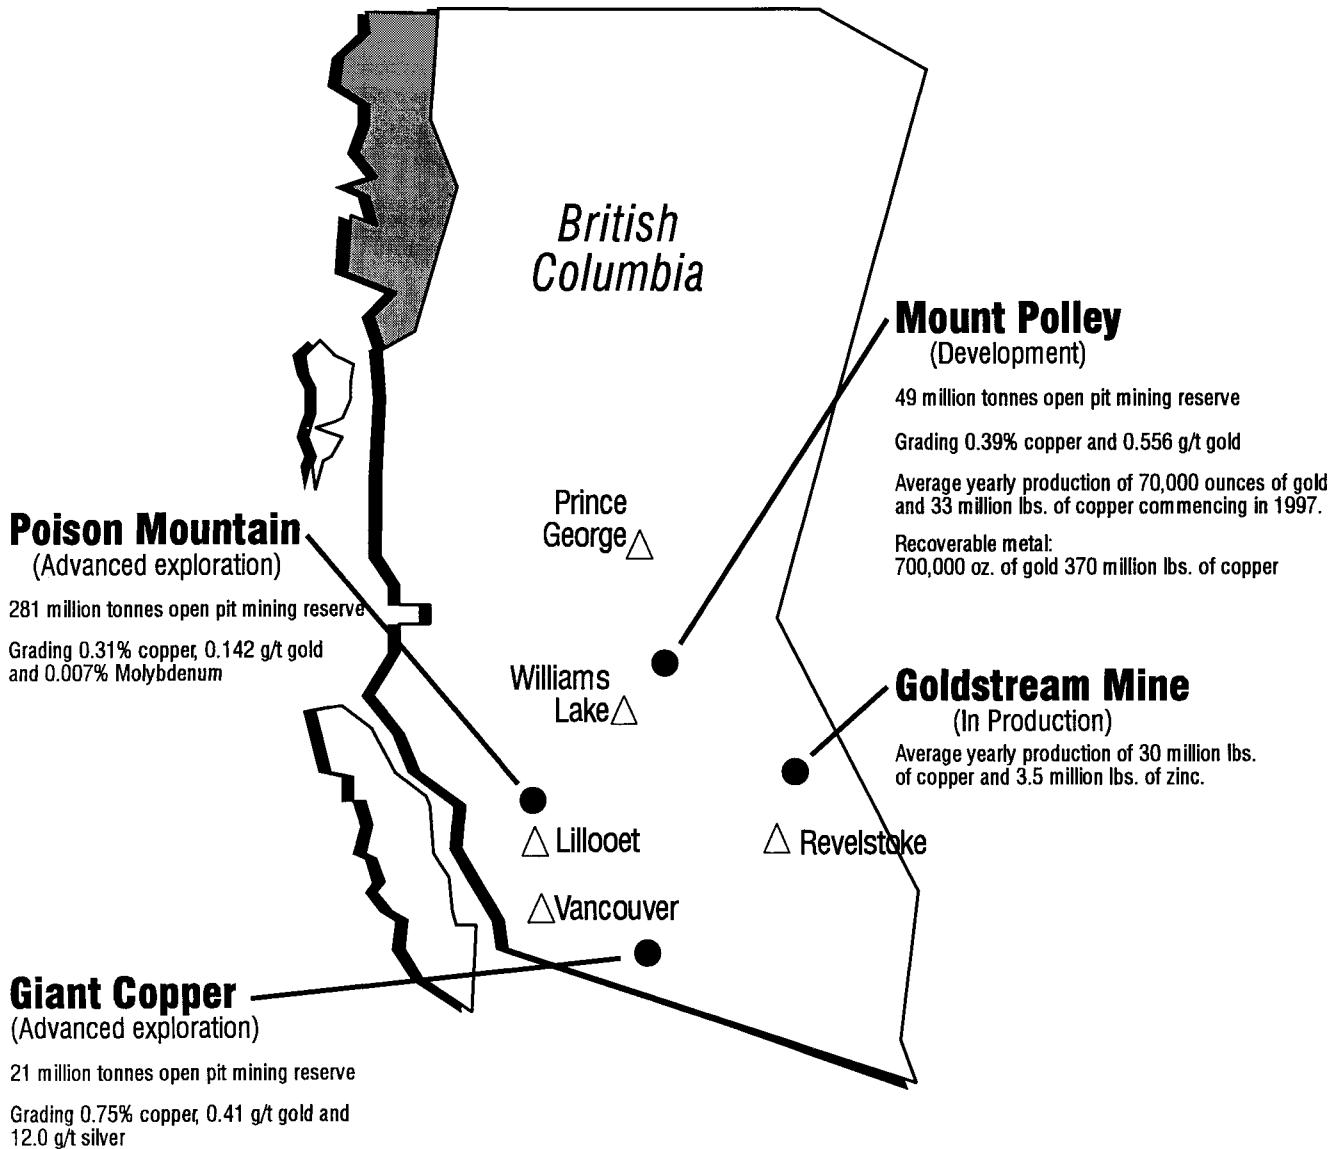 British
Columbia
Mount Polley
(Development)
49 million tonnes open pit mining reserve
Grading 0.39% copper and 0.556 g/t gold
Average yearly production of 70,000 ounces of gold
and 33 million lbs. of copper commencing in 1997.
Recoverable metal:
700,000 oz. of gold 370 million lbs. of copper
Prince
George
Poison Mountain
(Advanced exploration)
281 million tonnes open pit mining reserve
Grading 0.31% copper, 0.142 g/t gold
and 0.007% Molybdenum
Williams
Lake
Goldstream Mine
(In Production)
Average yearly production of 30 million lbs.
of copper and 3.5 million lbs. of zinc.
Lillooet
Revelstoke
Vancouver
Giant Copper
(Advanced exploration)
21 million tonnes open pit mining reserve
Grading 0.75% copper, 0.41 g/t gold and
12.0 g/t silver